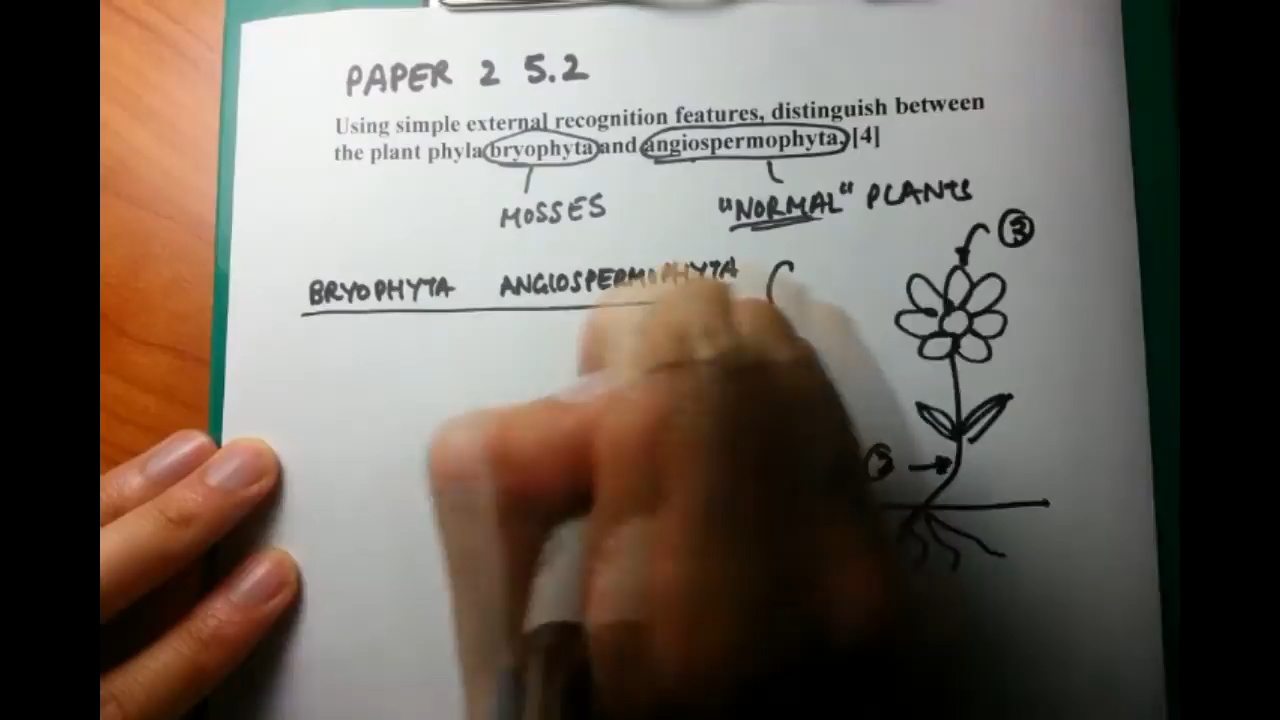 PAPER 2 5.2
Using simple external recognition features, distinguish between
the plant phyla bryophyta and angiospermophyta. [4]
MOSSES "NORMAL" PLANTS
3
BRYOPHYTA ANGIOSPERMOPHYTA